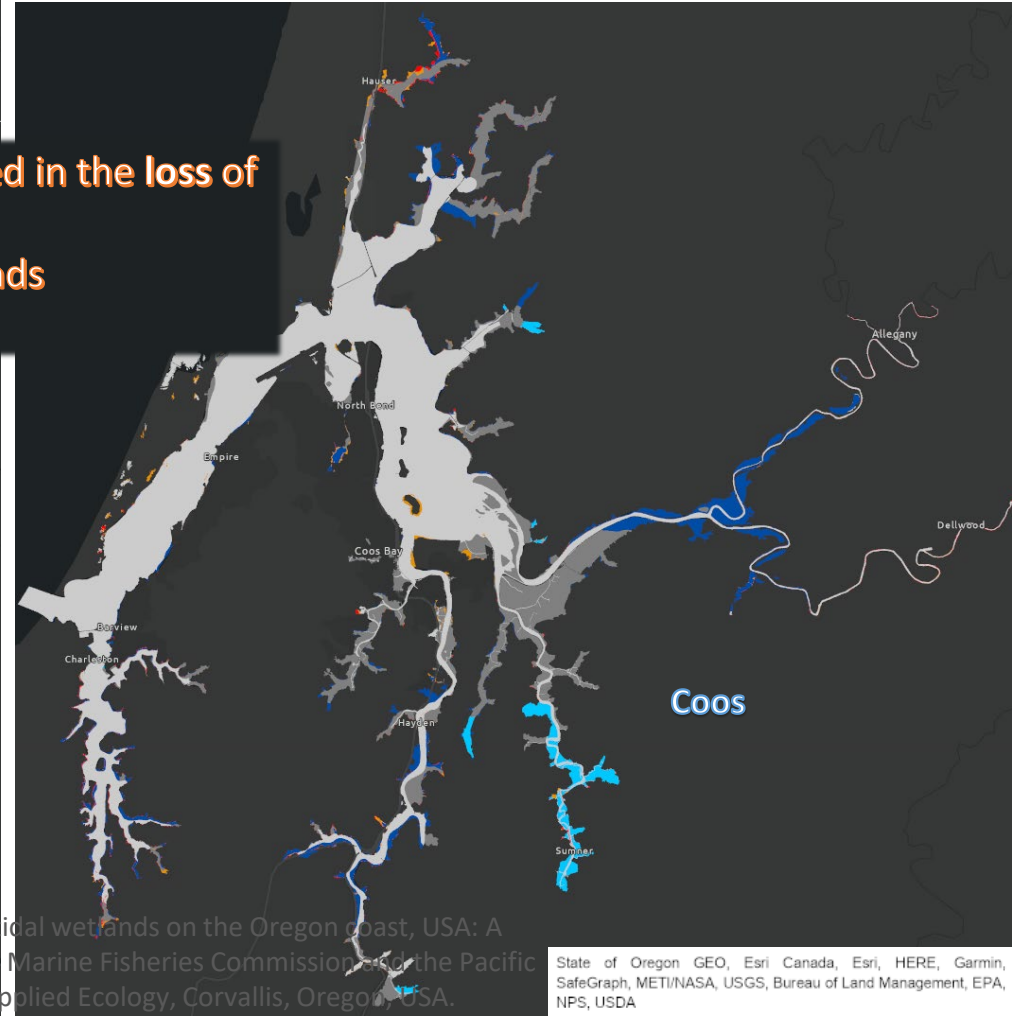 Hauser
ed in the loss of
nds
Allegany
North Bend
Empire
Dellwood
Coos Bay
Barview
Charleston
Coos
Hayden
Sumner
idal wetlands on the Oregon coast, USA: A
Marine Fisheries Commission and the Pacific
pplied Ecology, Corvallis, Oregon, USA.
State of Oregon GEO, Esri Canada, Esri, HERE, Garmin,
SafeGraph, METI/NASA, USGS, Bureau of Land Management, EPA,
NPS, USDA